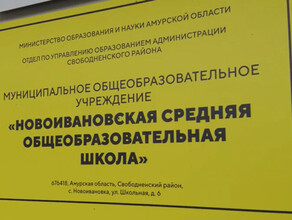 МИНИСТЕРСТВО ОБРАЗОВАНИЯ И НАУКИ АМУРСКОЙ ОБЛАСТИ
ОТДЕЛ ПО УПРАВЛЕНИЮ ОБРАЗОВАНИЕМ АДМИНИСТРАЦИИ
СВОБОДНЕНСКОГО РАЙОНА
МУНИЦИПАЛЬНОЕ ОБЩЕОБРАЗОВАТЕЛЬНОЕ
УЧРЕЖДЕНИЕ
«НОВОИВАНОВСКАЯ СРЕДНЯЯ
ОБЩЕОБРАЗОВАТЕЛЬНАЯ
ШКОЛА»
676418, Амурская область, Свободненский район,
с. Новоивановка, ул. Школьная, д. 6